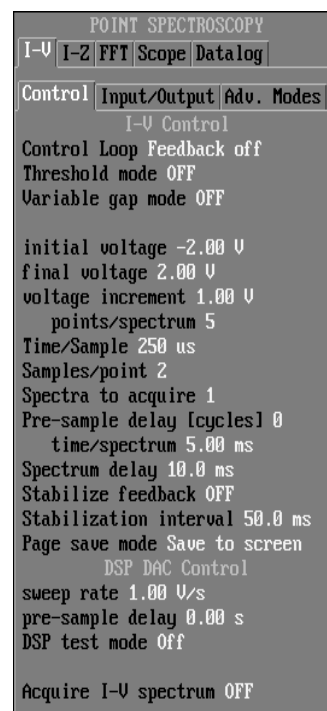 POINT SPECTROSCOPY
I-V I-Z FFT Scope Datalog
Control Input/Output Adv. Modes
I-V Control
Control Loop Feedback off
Threshold mode OFF
Variable gap mode OFF
initial voltage -2.00 V
final voltage 2.00 V
voltage increment 1.00 V
points/spectrum 5
Time/Sample 250 us
Samples/point 2
Spectra to acquire 1
Pre-sample delay [cycles] 0
time/spectrum 5.00 ms
Spectrum delay 10.0 ms
Stabilize feedback OFF
Stabilization interval 50.0 ms
Page save mode Save to screen
DSP DAC Control
sweep rate 1.00 V/s
pre-sample delay 0.00 s
DSP test mode Off
Acquire I-V spectrum OFF